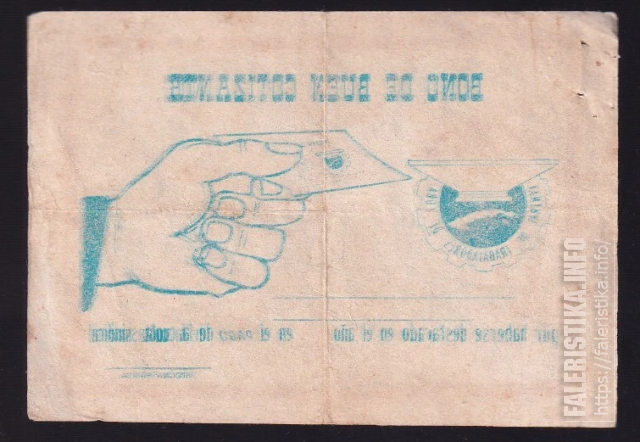 BONO DE BUEN COTIZANTE
por haberse destacado en el año en el pago de la cuota sindical
FALERISTIKA.INFO
https://faleristika.info/